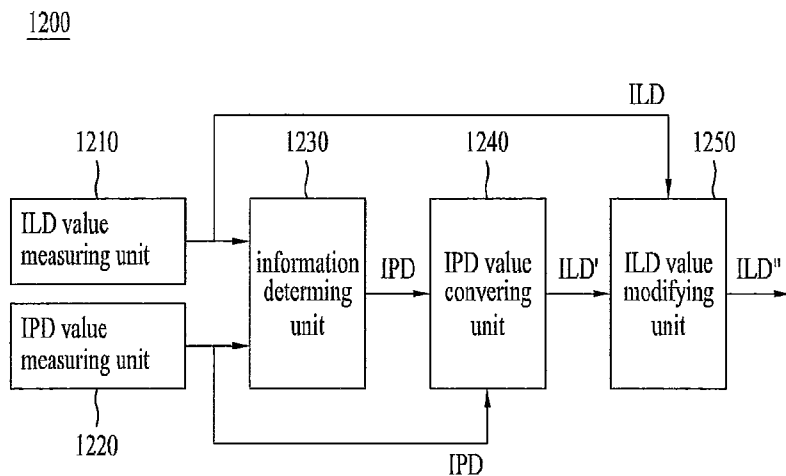 1200
ILD
1210
1230
1240
1250
ILD value
measuring unit
information
determing
unit
IPD
IPD value
convering
unit
ILD'
ILD value
modifying
unit
ILD"
IPD value
measuring unit
1220
IPD